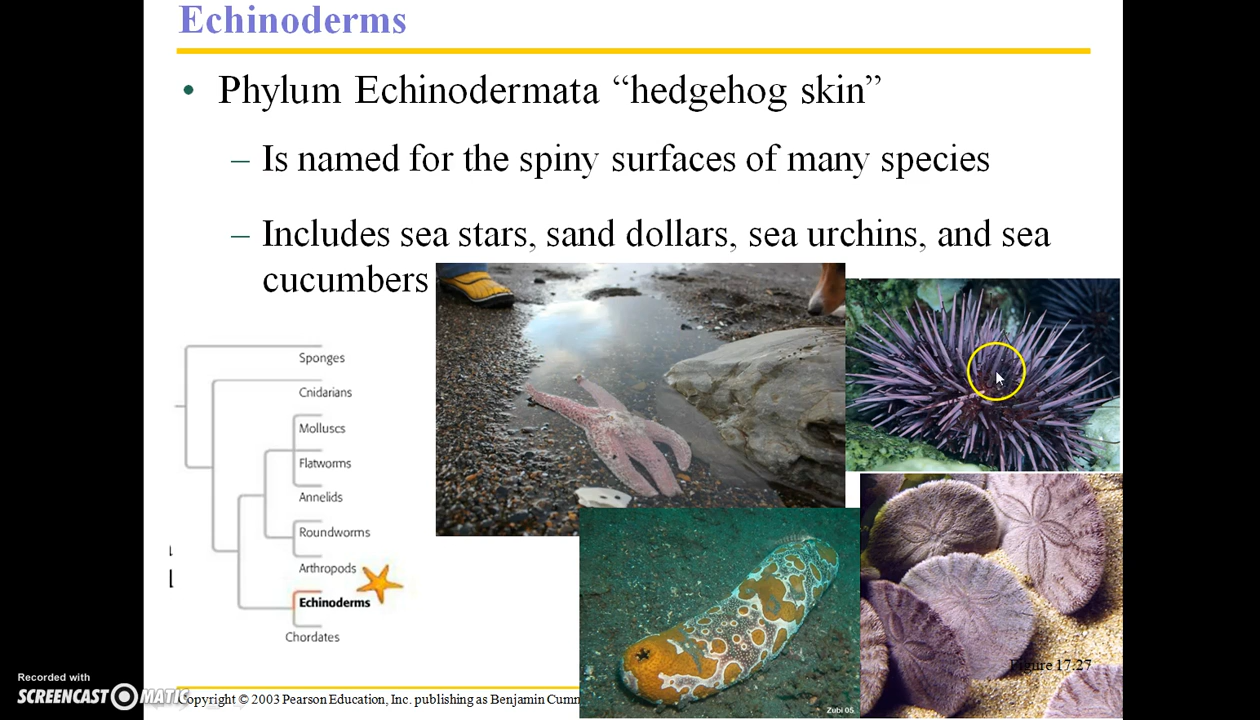 Echinoderms
• Phylum Echinodermata “hedgehog skin”
– Is named for the spiny surfaces of many species
– Includes sea stars, sand dollars, sea urchins, and sea
cucumbers
Sponges
Cnidarians
Molluscs
Flatworms
Annelids
Roundworms
Arthropods
Echinoderms
Chordates
Zubi 05
Figure 17.27
Copyright © 2003 Pearson Education, Inc. publishing as Benjamin
Recorded with
SCREENCAST MATIC